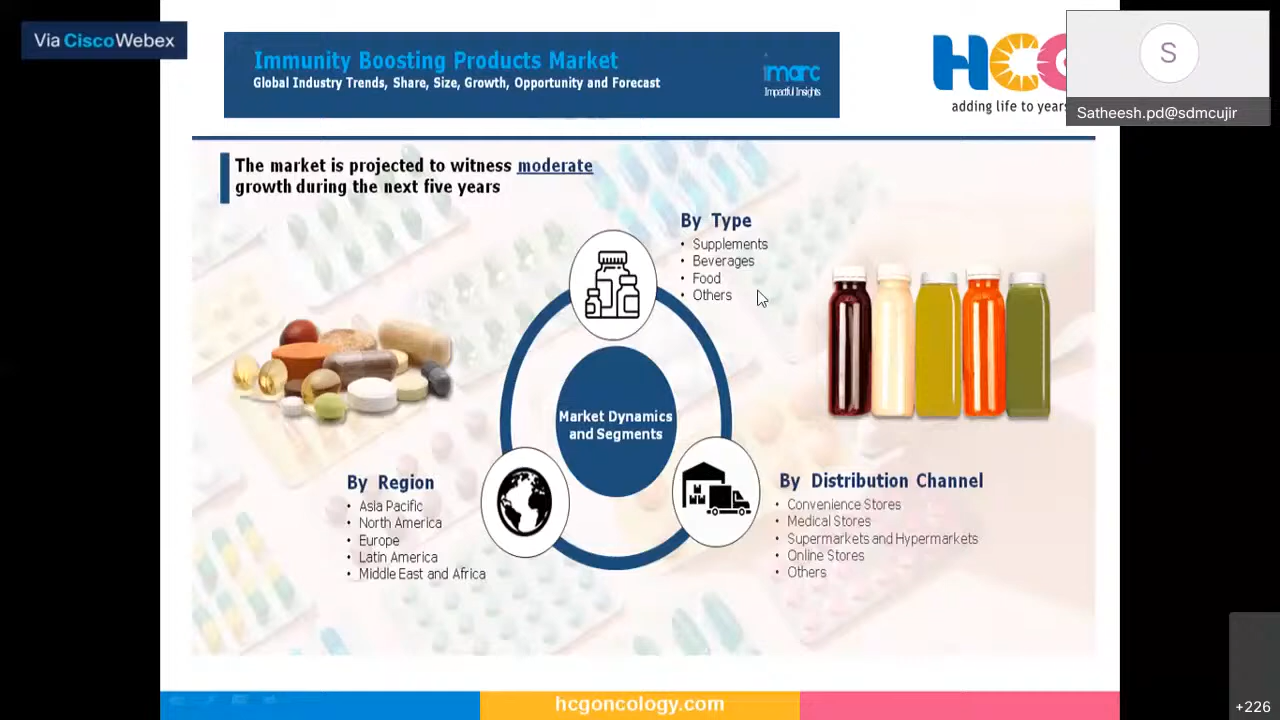 Via CiscoWebex
Immunity Boosting Products Market
Global Industry Trends, Share, Size, Growth, Opportunity and Forecast
imarc
Impactful Insights
HCG
adding life to years
S
Satheesh.pd@sdmcujir
The market is projected to witness moderate
growth during the next five years
By Type
• Supplements
• Beverages
• Food
• Others
Market Dynamics
and Segments
By Region
• Asia Pacific
• North America
• Europe
• Latin America
• Middle East and Africa
By Distribution Channel
• Convenience Stores
• Medical Stores
• Supermarkets and Hypermarkets
• Online Stores
• Others
hcgoncology.com
+226